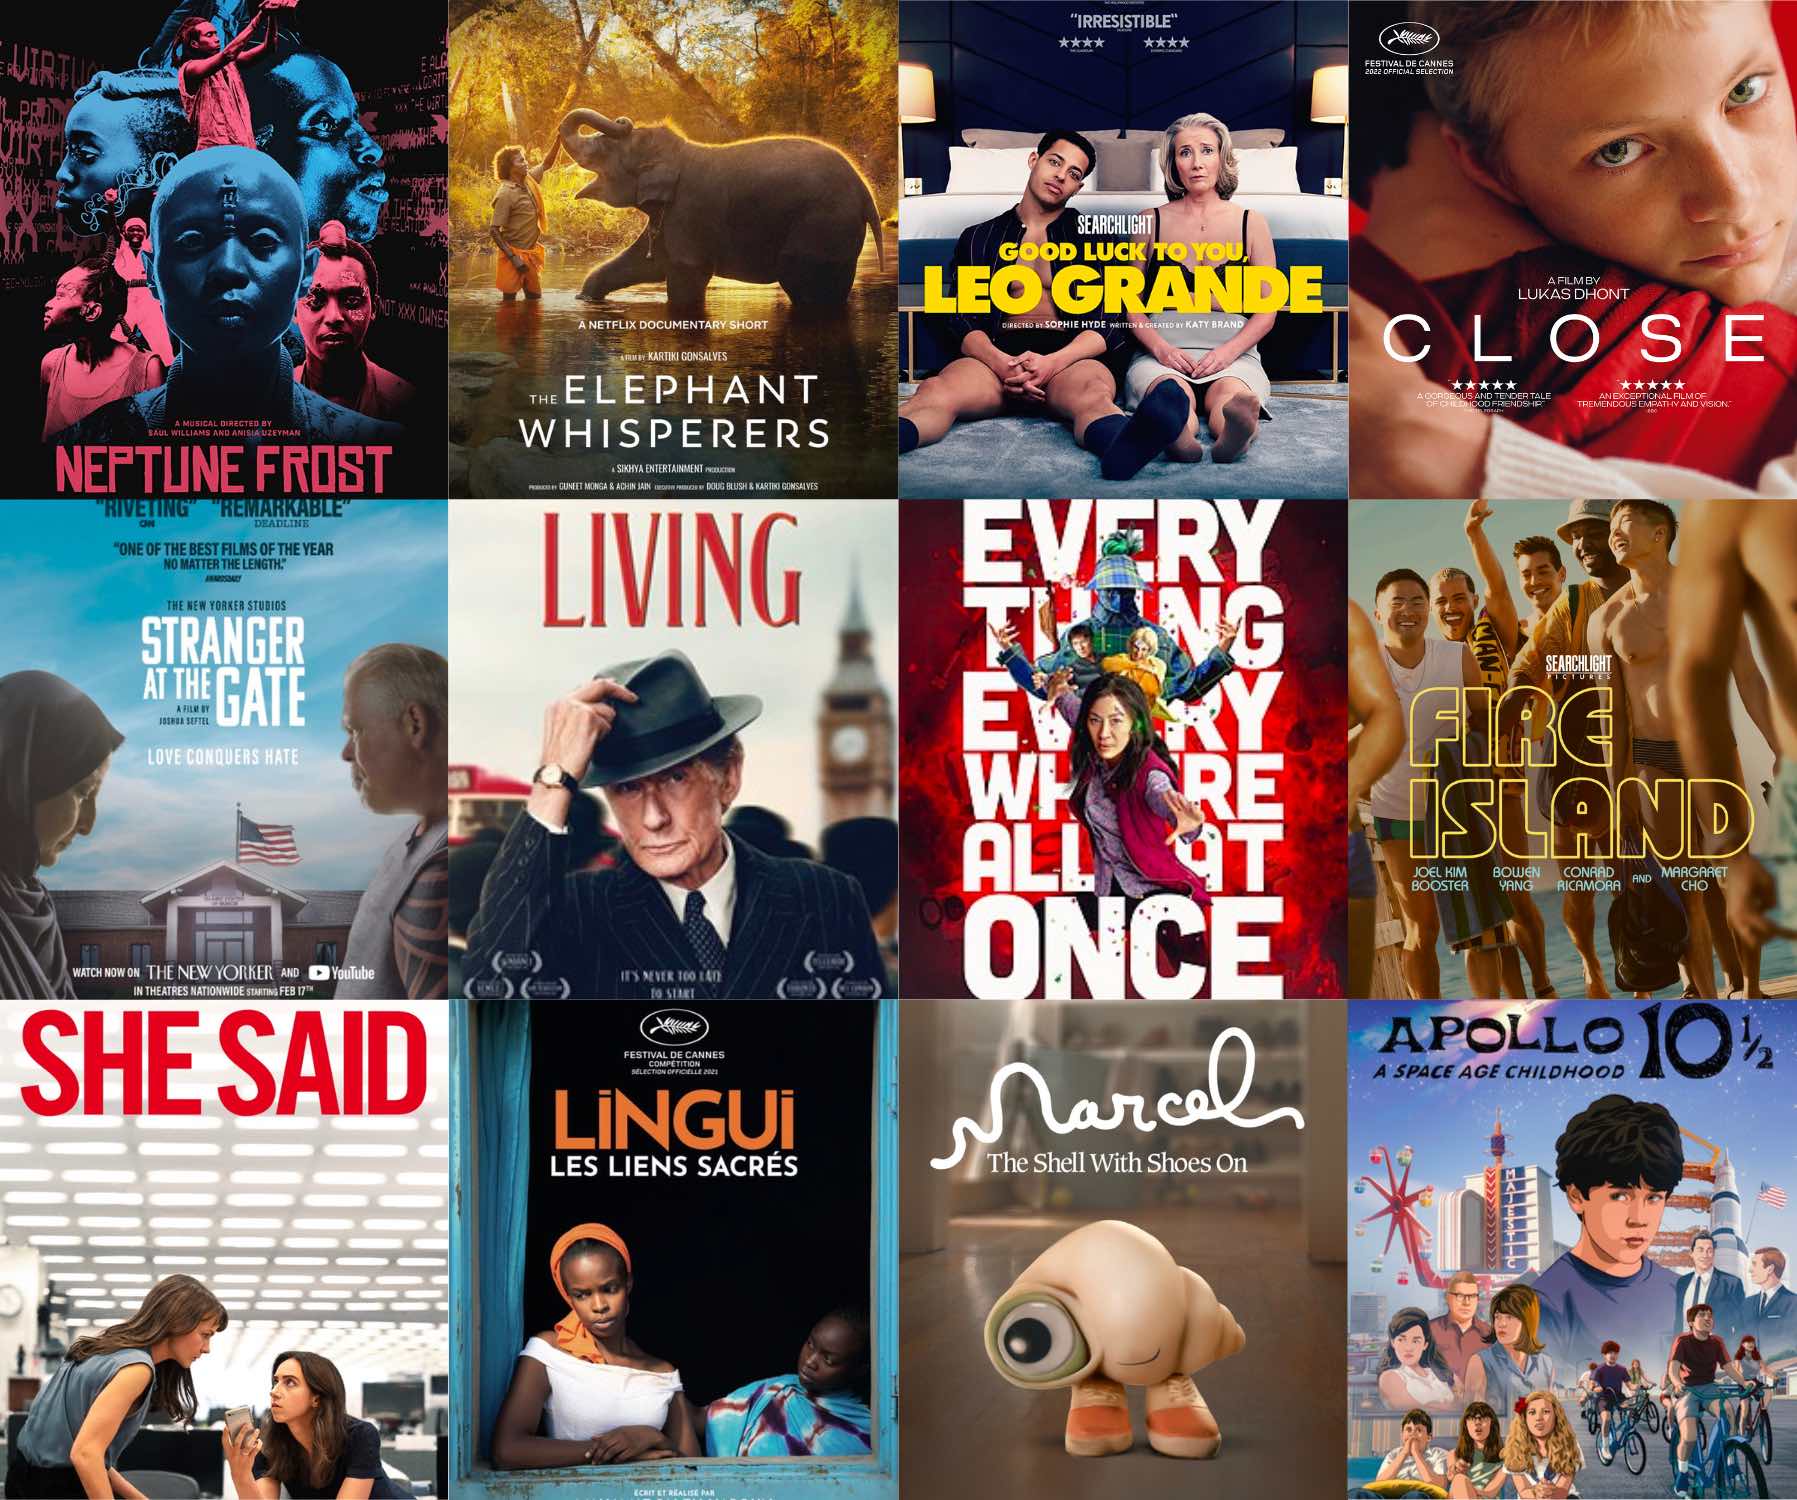 A MUSICAL DIRECTED BY
SAUL WILLIAMS AND ANISIA UZEYMAN
NEPTUNE FROST
A NETFLIX DOCUMENTARY SHORT
A FILM BY KARTIKI GONSALVES
THE ELEPHANT
WHISPERERS
A SIKHYA ENTERTAINMENT PRODUCTION
PRODUCED BY GUNEET MONGA & ACHIN JAIN EXECUTIVE PRODUCED BY DOUG BLUSH & KARTIKI GONSALVES
"IRRESISTIBLE"
SEARCHLIGHT
GOOD LUCK TO YOU,
LEO GRANDE
DIRECTED BY SOPHIE HYDE WRITTEN & CREATED BY KATY BRAND
FESTIVAL DE CANNES
2022 OFFICIAL SELECTION
A FILM BY
LUKAS DHONT
CLOSE
"A GORGEOUS AND TENDER TALE
OF CHILDHOOD FRIENDSHIP"
"AN EXCEPTIONAL FILM OF
TREMENDOUS EMPATHY AND VISION."
"RIVETING" "REMARKABLE"
CNN DEADLINE
"ONE OF THE BEST FILMS OF THE YEAR
NO MATTER THE LENGTH."
AWARDSDAILY
THE NEW YORKER STUDIOS
STRANGER
AT THE GATE
A FILM BY
JOSHUA SEFTEL
LOVE CONQUERS HATE
WATCH NOW ON THE NEW YORKER AND YouTube
IN THEATRES NATIONWIDE STARTING FEB 17TH
LIVING
IT'S NEVER TOO LATE
TO START
EVERY
THING
EVERY
WHERE
ALL AT
ONCE
SEARCHLIGHT
PICTURES
FIRE
ISLAND
JOEL KIM
BOOSTER
BOWEN
YANG
CONRAD
RICAMORA
AND
MARGARET
CHO
SHE SAID
FESTIVAL DE CANNES
COMPÉTITION
SÉLECTION OFFICIELLE 2021
LiNGUi
LES LIENS SACRÉS
ÉCRIT ET RÉALISÉ PAR
Marcel
The Shell With Shoes On
APOLLO 10 1/2
A SPACE AGE CHILDHOOD
MAJESTIC